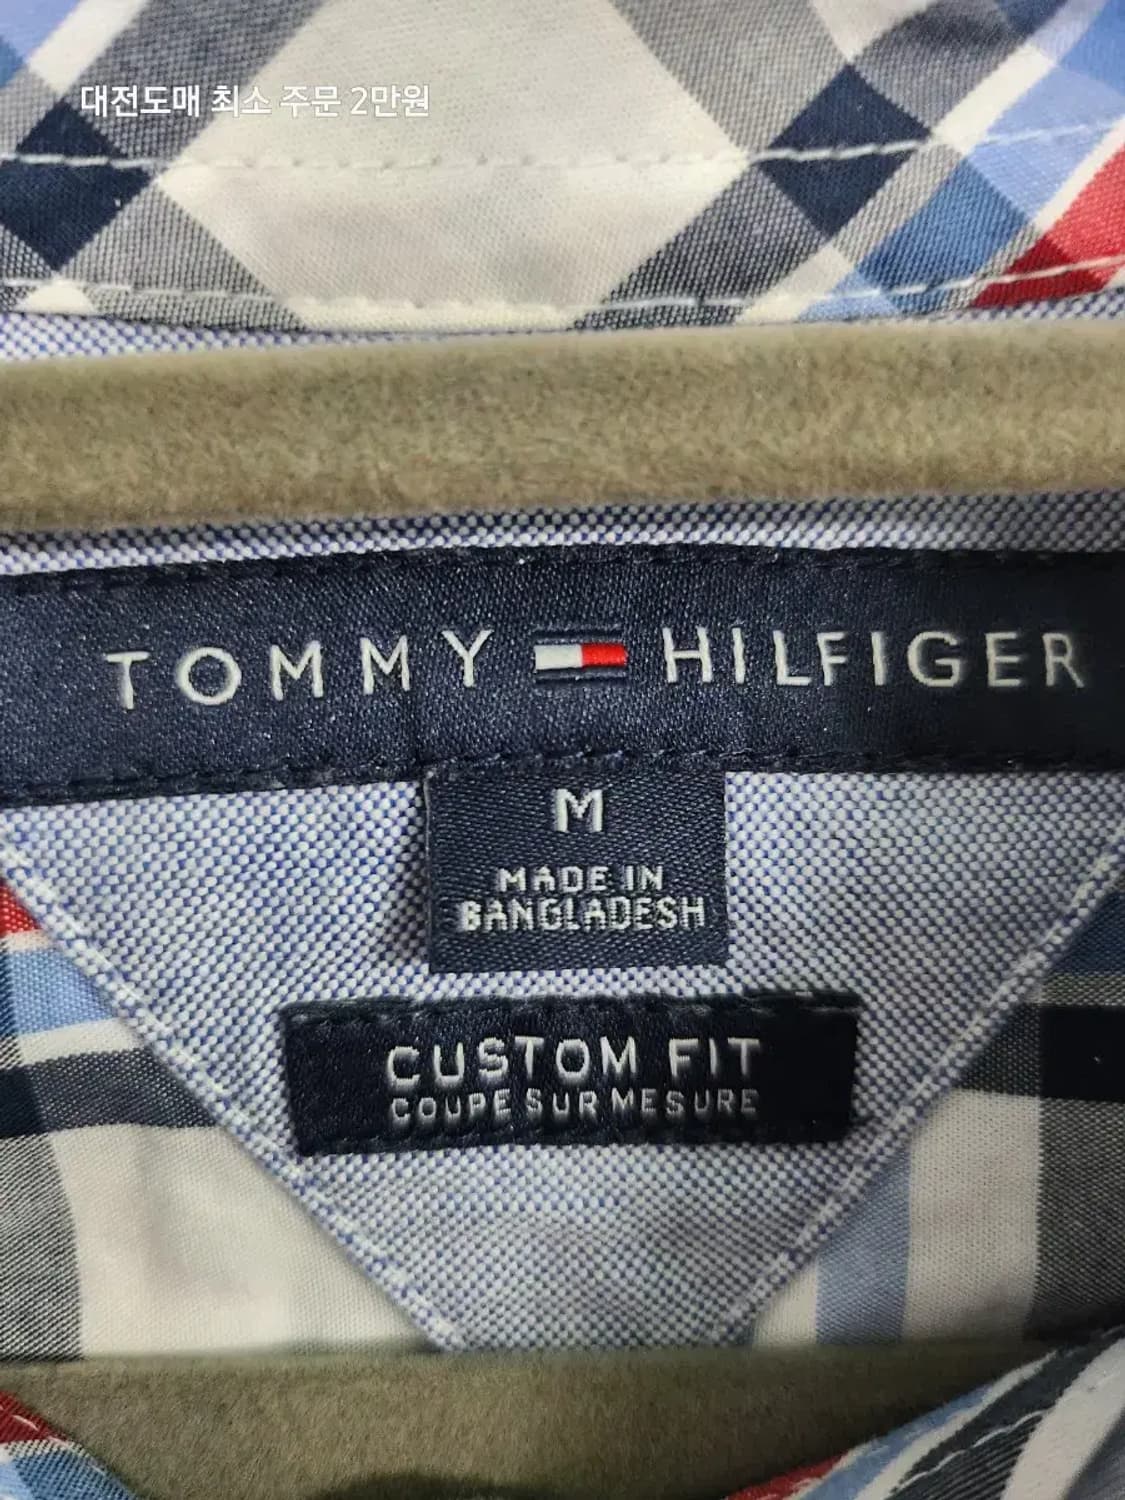 대전도매 최소 주문 2만원
TOMMY HILFIGER
M
MADE IN
BANGLADESH
CUSTOM FIT
COUPE SUR MESURE